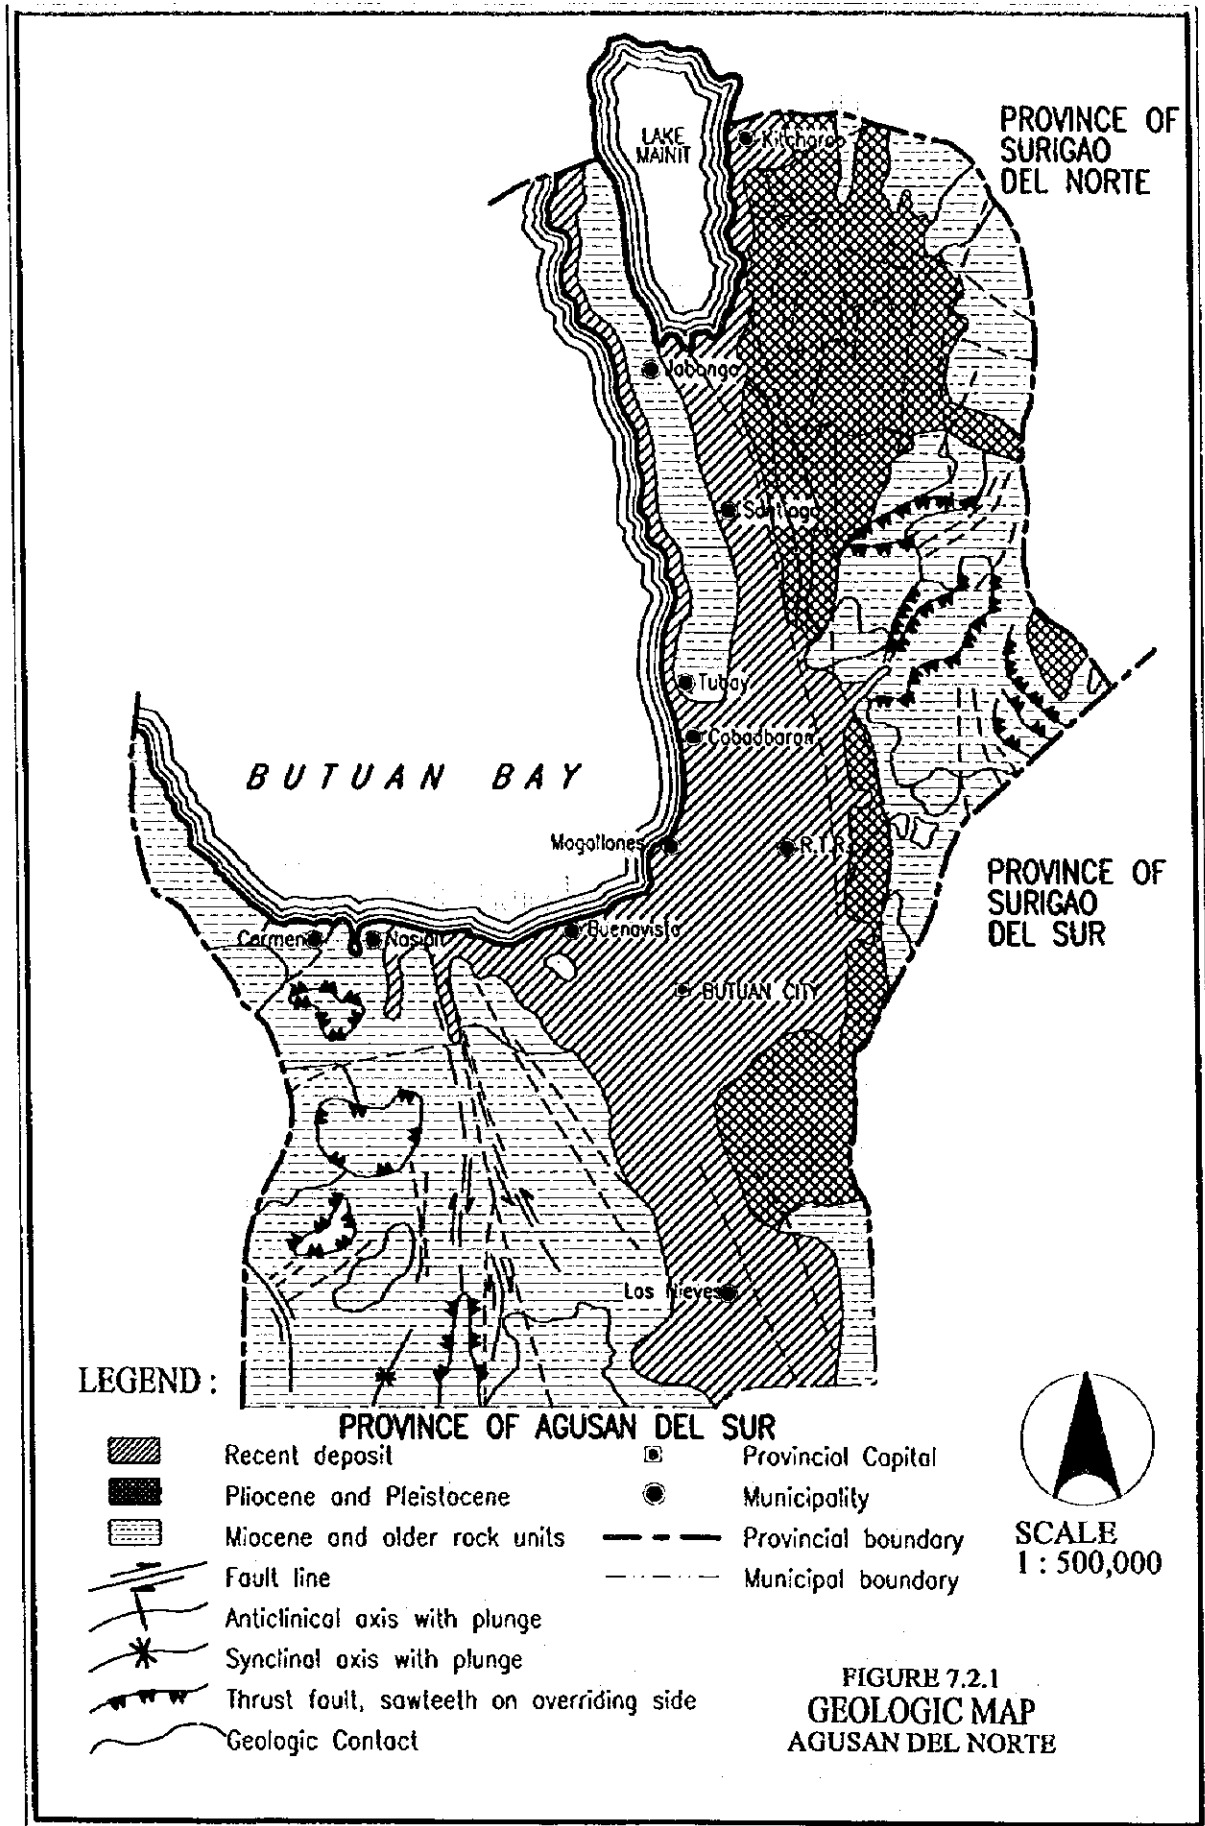 LAKE
MAINIT
Kitcharao
PROVINCE OF
SURIGAO
DEL NORTE
Jabonga
Santiago
Tubay
Cabadbaran
BUTUAN BAY
Magallones
R.T.R.
PROVINCE OF
SURIGAO
DEL SUR
Carmen
Nasipit
Buenavista
BUTUAN CITY
Los Nieves
LEGEND :
PROVINCE OF AGUSAN DEL SUR
Recent deposit
Pliocene and Pleistocene
Miocene and older rock units
Fault line
Anticlinical axis with plunge
Synclinal axis with plunge
Thrust fault, sawteeth on overriding side
Geologic Contact
Provincial Capital
Municipality
Provincial boundary
Municipal boundary
SCALE
1 : 500,000
FIGURE 7.2.1
GEOLOGIC MAP
AGUSAN DEL NORTE